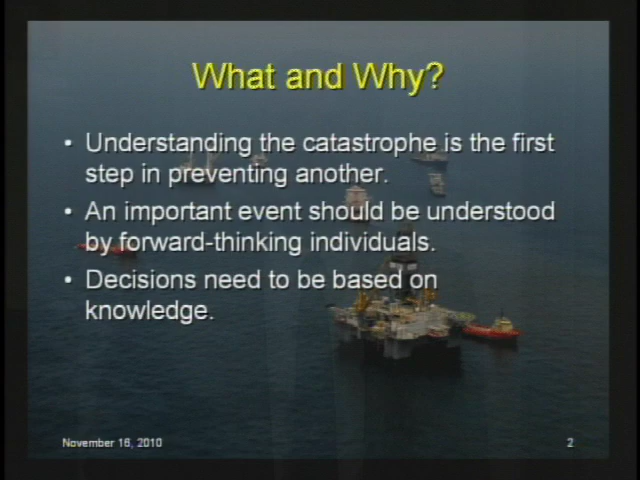 What and Why?
• Understanding the catastrophe is the first
step in preventing another.
• An important event should be understood
by forward-thinking individuals.
• Decisions need to be based on
knowledge.
November 16, 2010
2